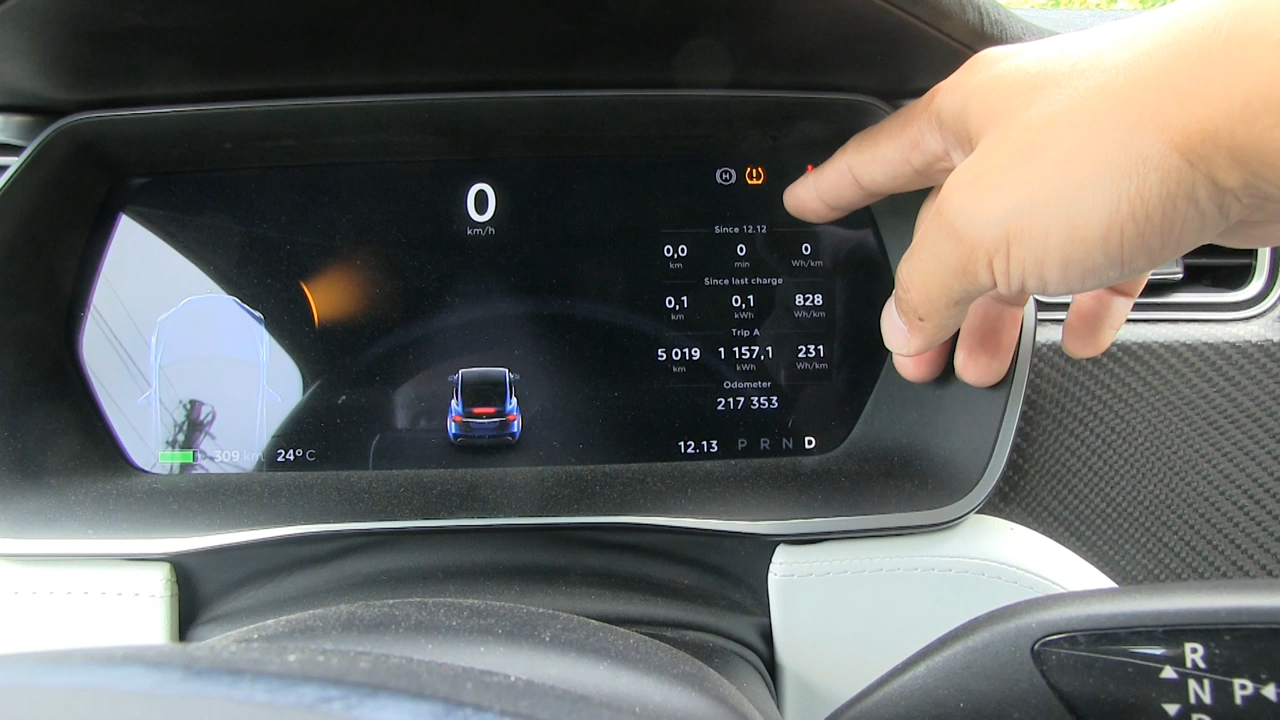 0
km/h
H
Since 12.12
0,0 0 0
km min Wh/km
Since last charge
0,1 0,1 828
km kWh Wh/km
Trip A
5 019 1 157,1 231
km kWh Wh/km
Odometer
217 353
309 km 24° C
12.13 P R N D
R
N P